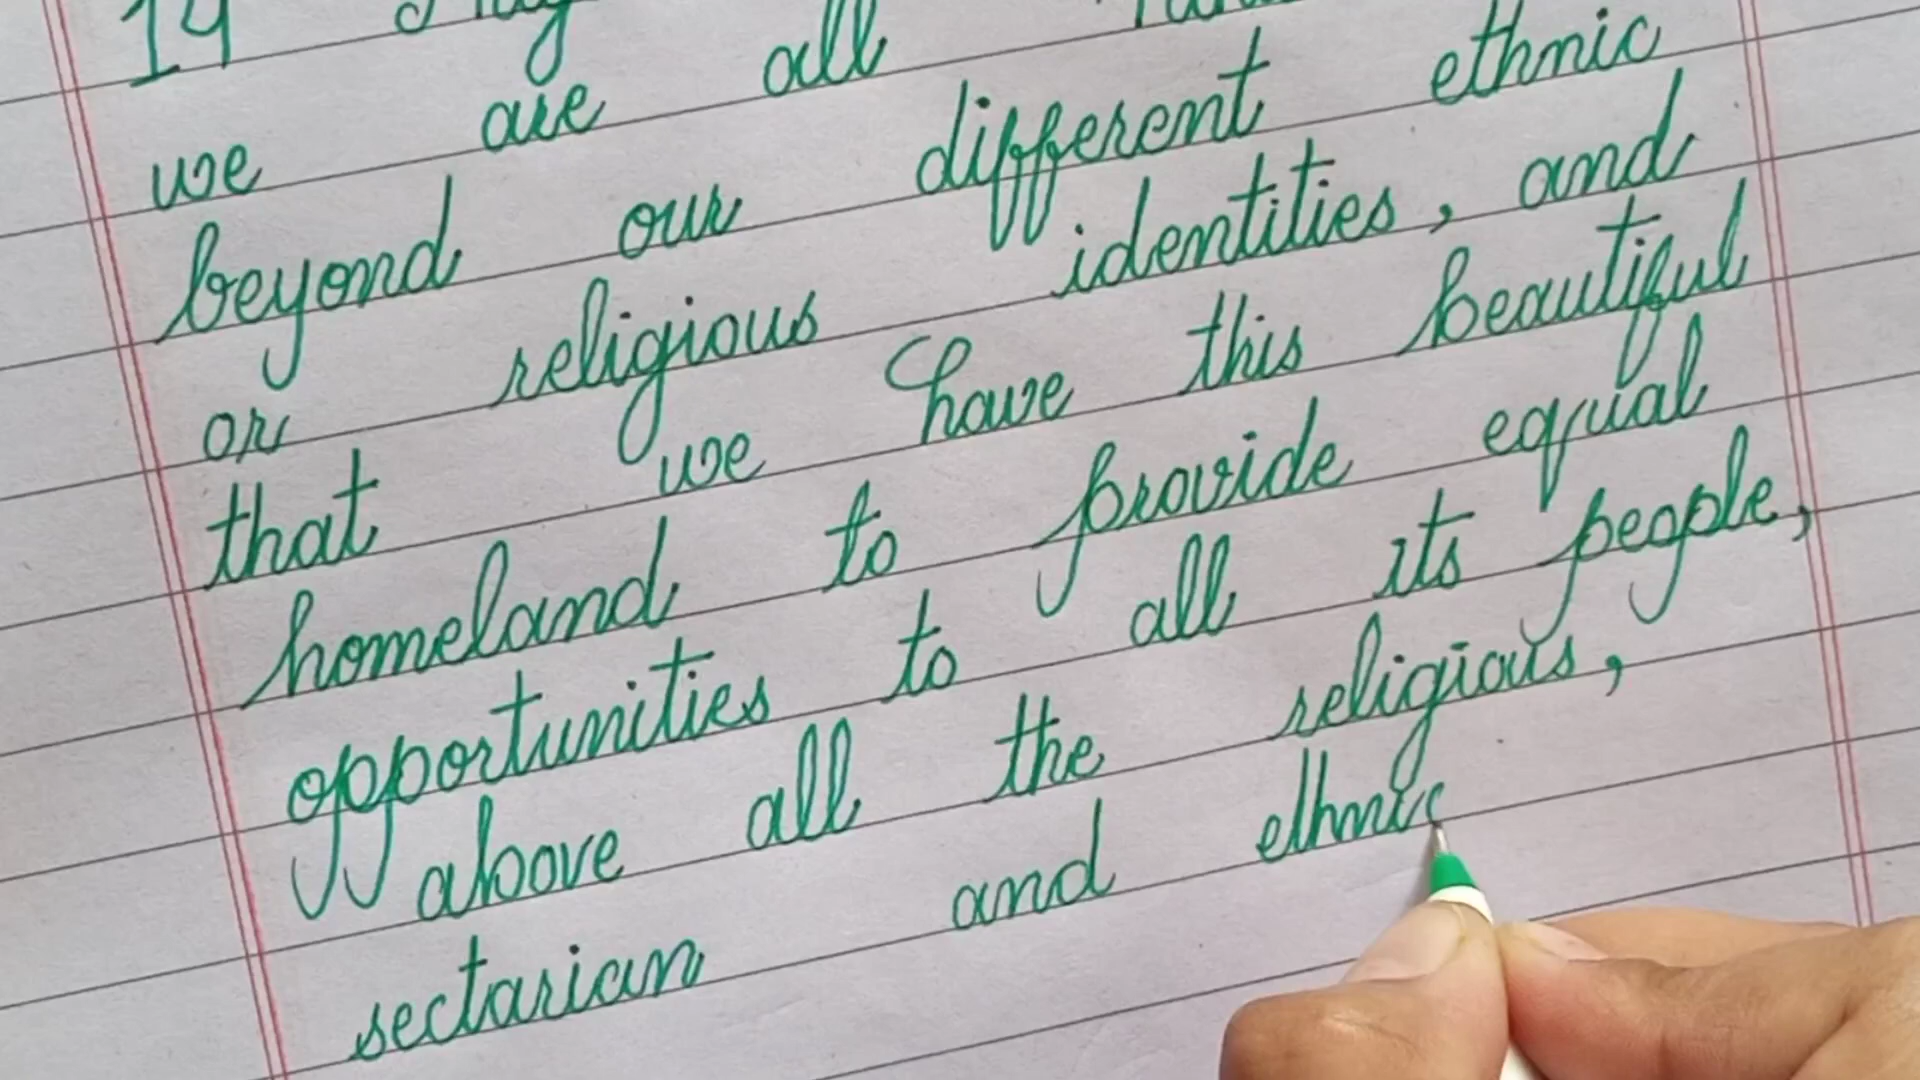 14
we are all
beyond our different ethnic
or religious identities, and
that we have this beautiful
homeland to provide equal
opportunities to all its people,
above all the religious,
sectarian and ethnic